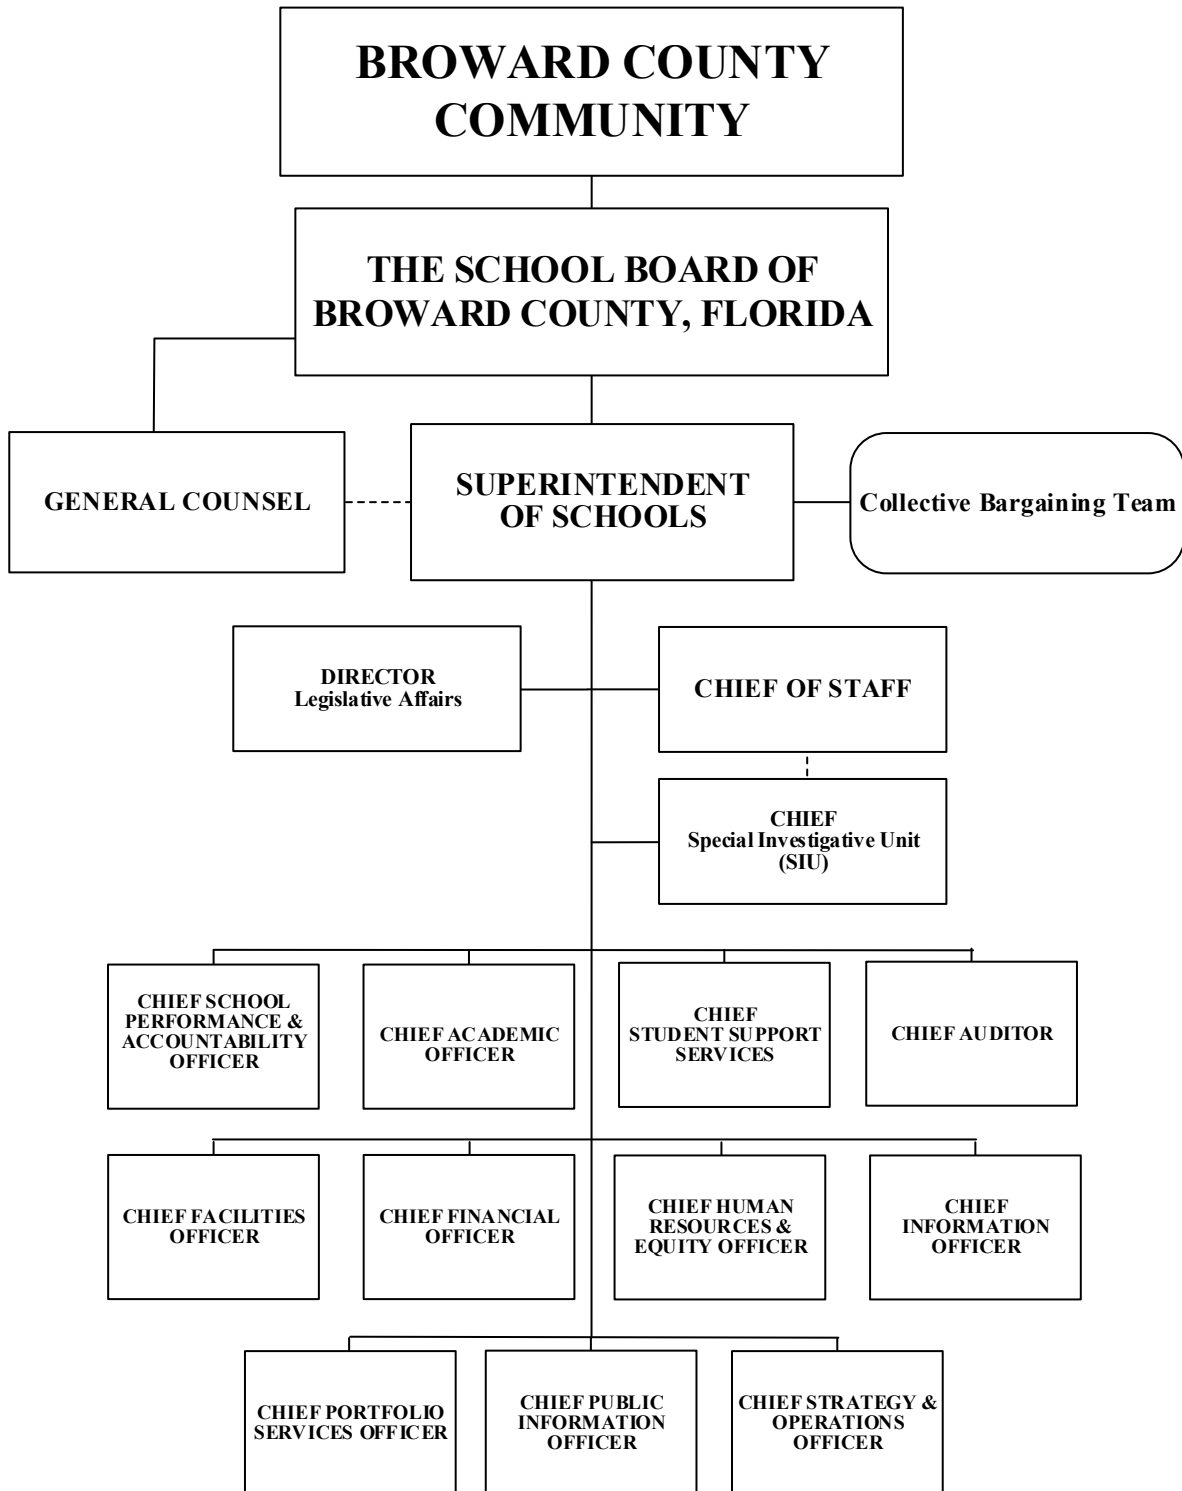 BROWARD COUNTY
COMMUNITY
THE SCHOOL BOARD OF
BROWARD COUNTY, FLORIDA
GENERAL COUNSEL
SUPERINTENDENT
OF SCHOOLS
Collective Bargaining Team
DIRECTOR
Legislative Affairs
CHIEF OF STAFF
CHIEF
Special Investigative Unit
(SIU)
CHIEF SCHOOL
PERFORMANCE &
ACCOUNTABILITY
OFFICER
CHIEF ACADEMIC
OFFICER
CHIEF
STUDENT SUPPORT
SERVICES
CHIEF AUDITOR
CHIEF FACILITIES
OFFICER
CHIEF FINANCIAL
OFFICER
CHIEF HUMAN
RESOURCES &
EQUITY OFFICER
CHIEF
INFORMATION
OFFICER
CHIEF PORTFOLIO
SERVICES OFFICER
CHIEF PUBLIC
INFORMATION
OFFICER
CHIEF STRATEGY &
OPERATIONS
OFFICER